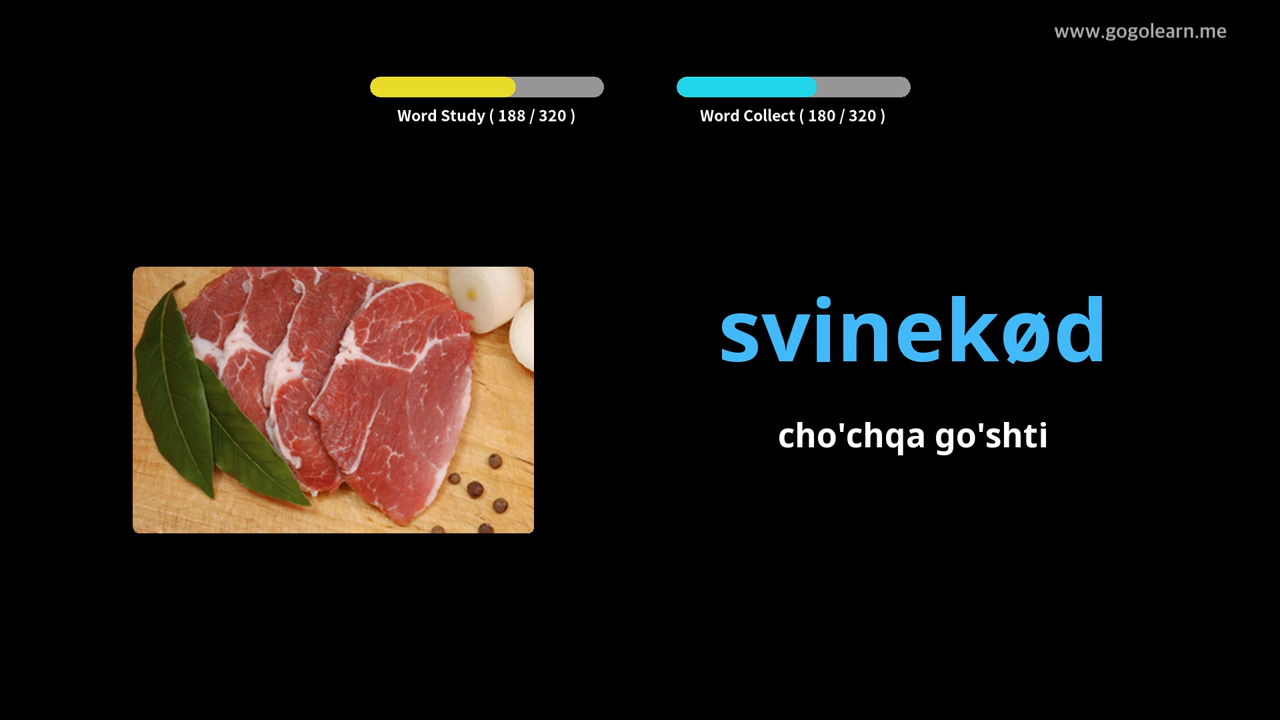 www.gogolearn.me
Word Study ( 188 / 320 )
Word Collect ( 180 / 320 )
svinekød
cho'chqa go'shti